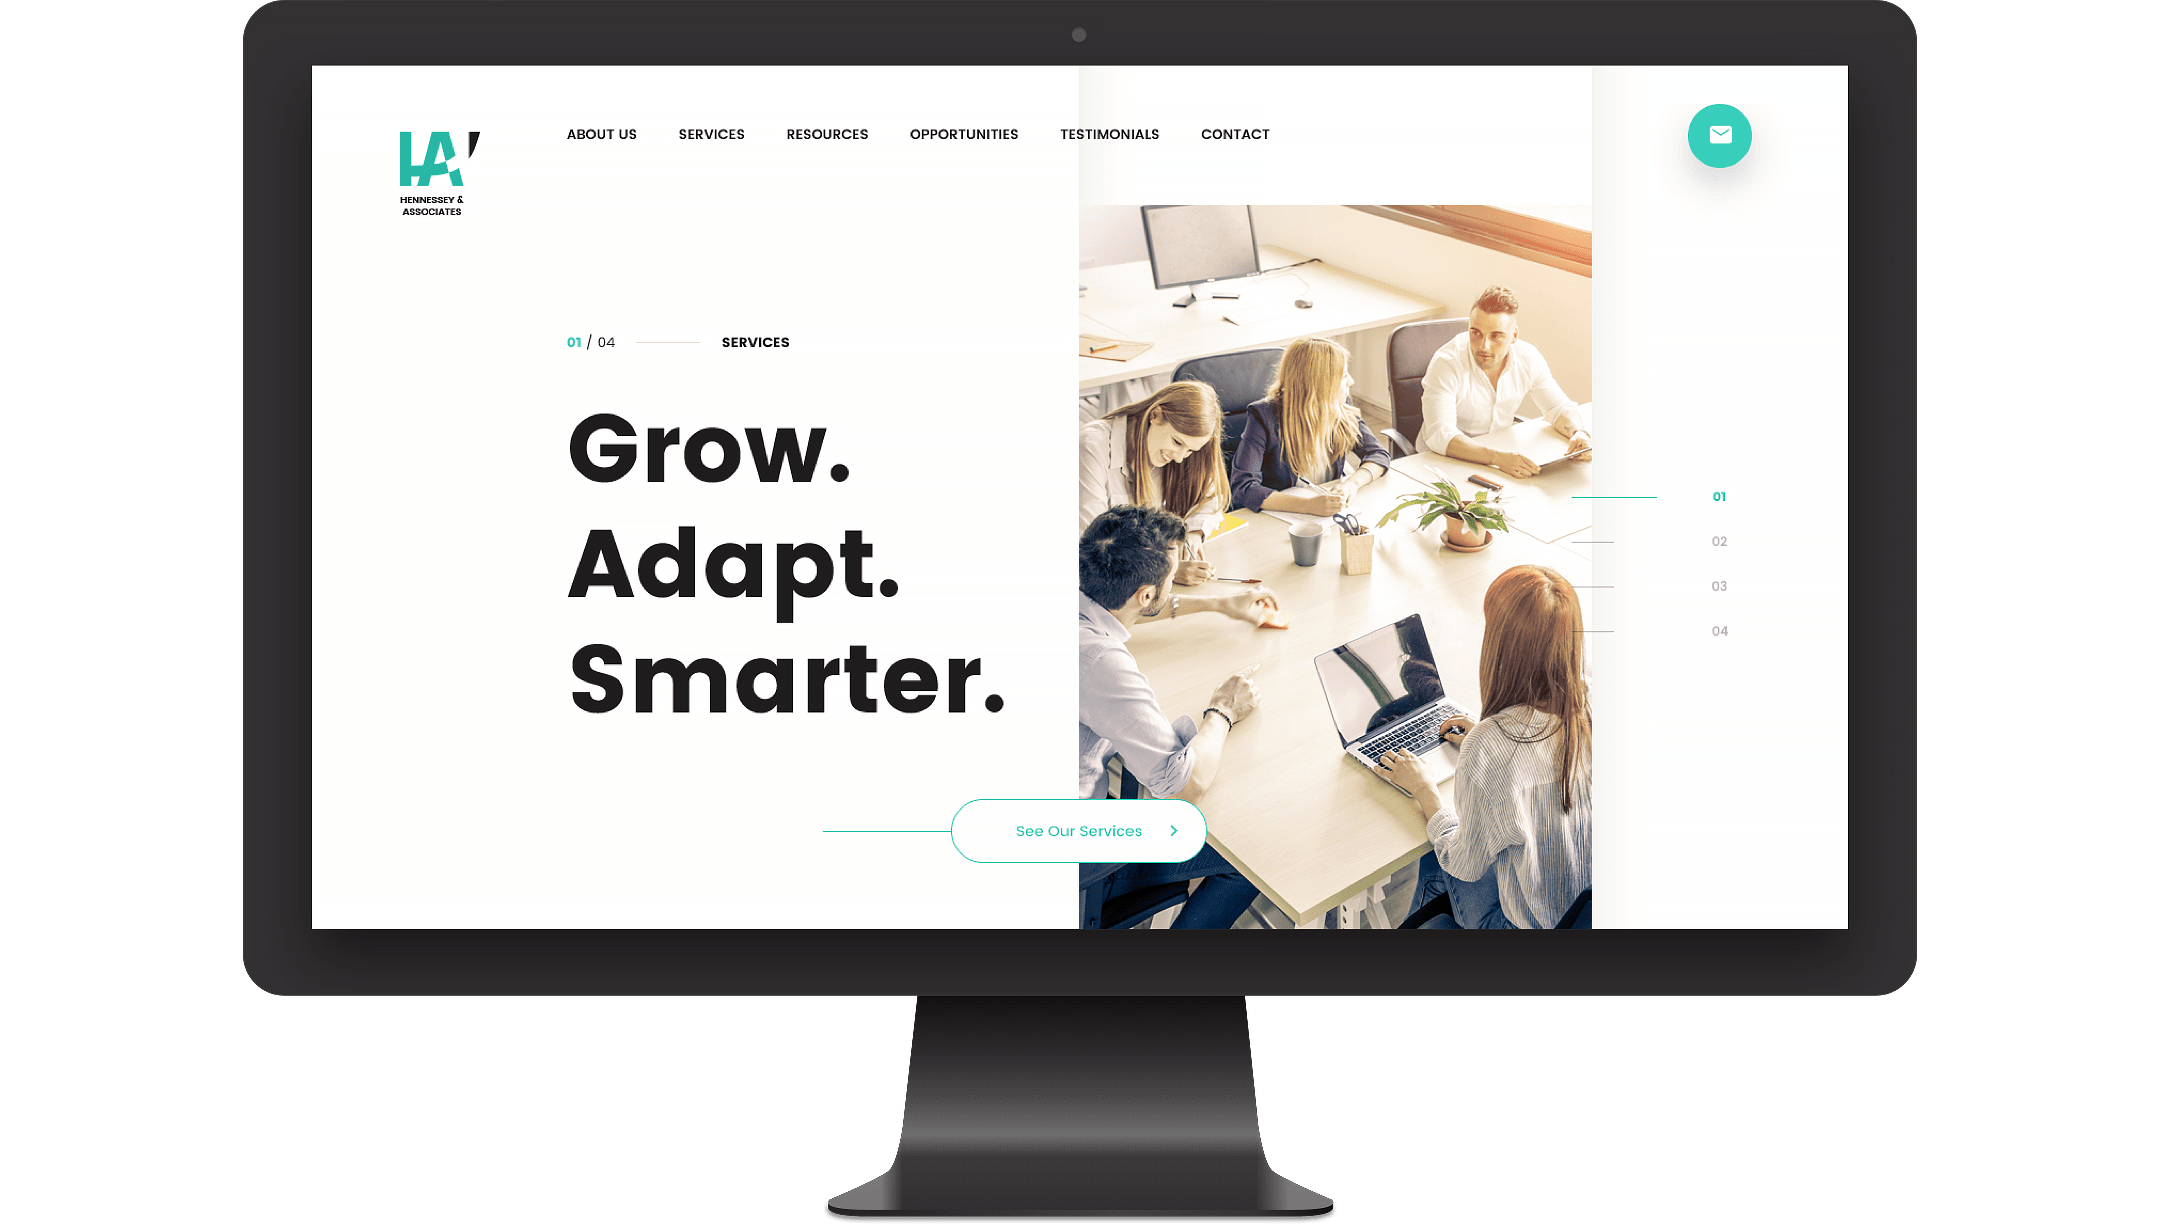 ABOUT US
SERVICES
RESOURCES
OPPORTUNITIES
TESTIMONIALS
CONTACT
HA'
HENNESSEY &
ASSOCIATES
01 / 04
SERVICES
Grow.
Adapt.
Smarter.
01
02
03
04
See Our Services